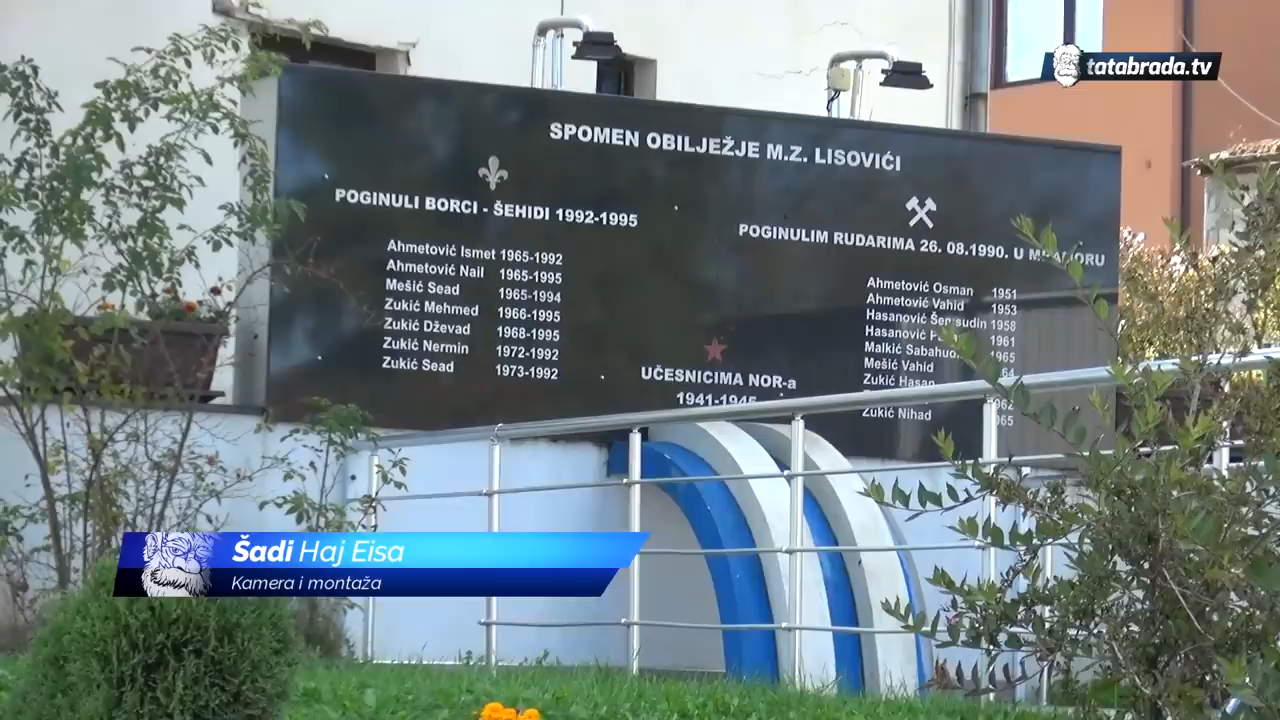 tatabrada.tv
SPOMEN OBILJEŽJE M.Z. LISOVIĆI
POGINULI BORCI - ŠEHIDI 1992-1995
Ahmetović Ismet 1965-1992
Ahmetović Nail 1965-1995
Mešić Sead 1965-1994
Zukić Mehmed 1966-1995
Zukić Dževad 1968-1995
Zukić Nermin 1972-1992
Zukić Sead 1973-1992
POGINULIM RUDARIMA 26. 08.1990. U
Ahmetović Osman 1951
Ahmetović Vahid 1953
Hasanović 1958
Hasanović 1961
Malkić
Mešić Vahid
Zukić Hasan
Zukić Nihad
UČESNICIMA NOR-a
1941-1945
Šadi Haj Eisa
Kamera i montaža